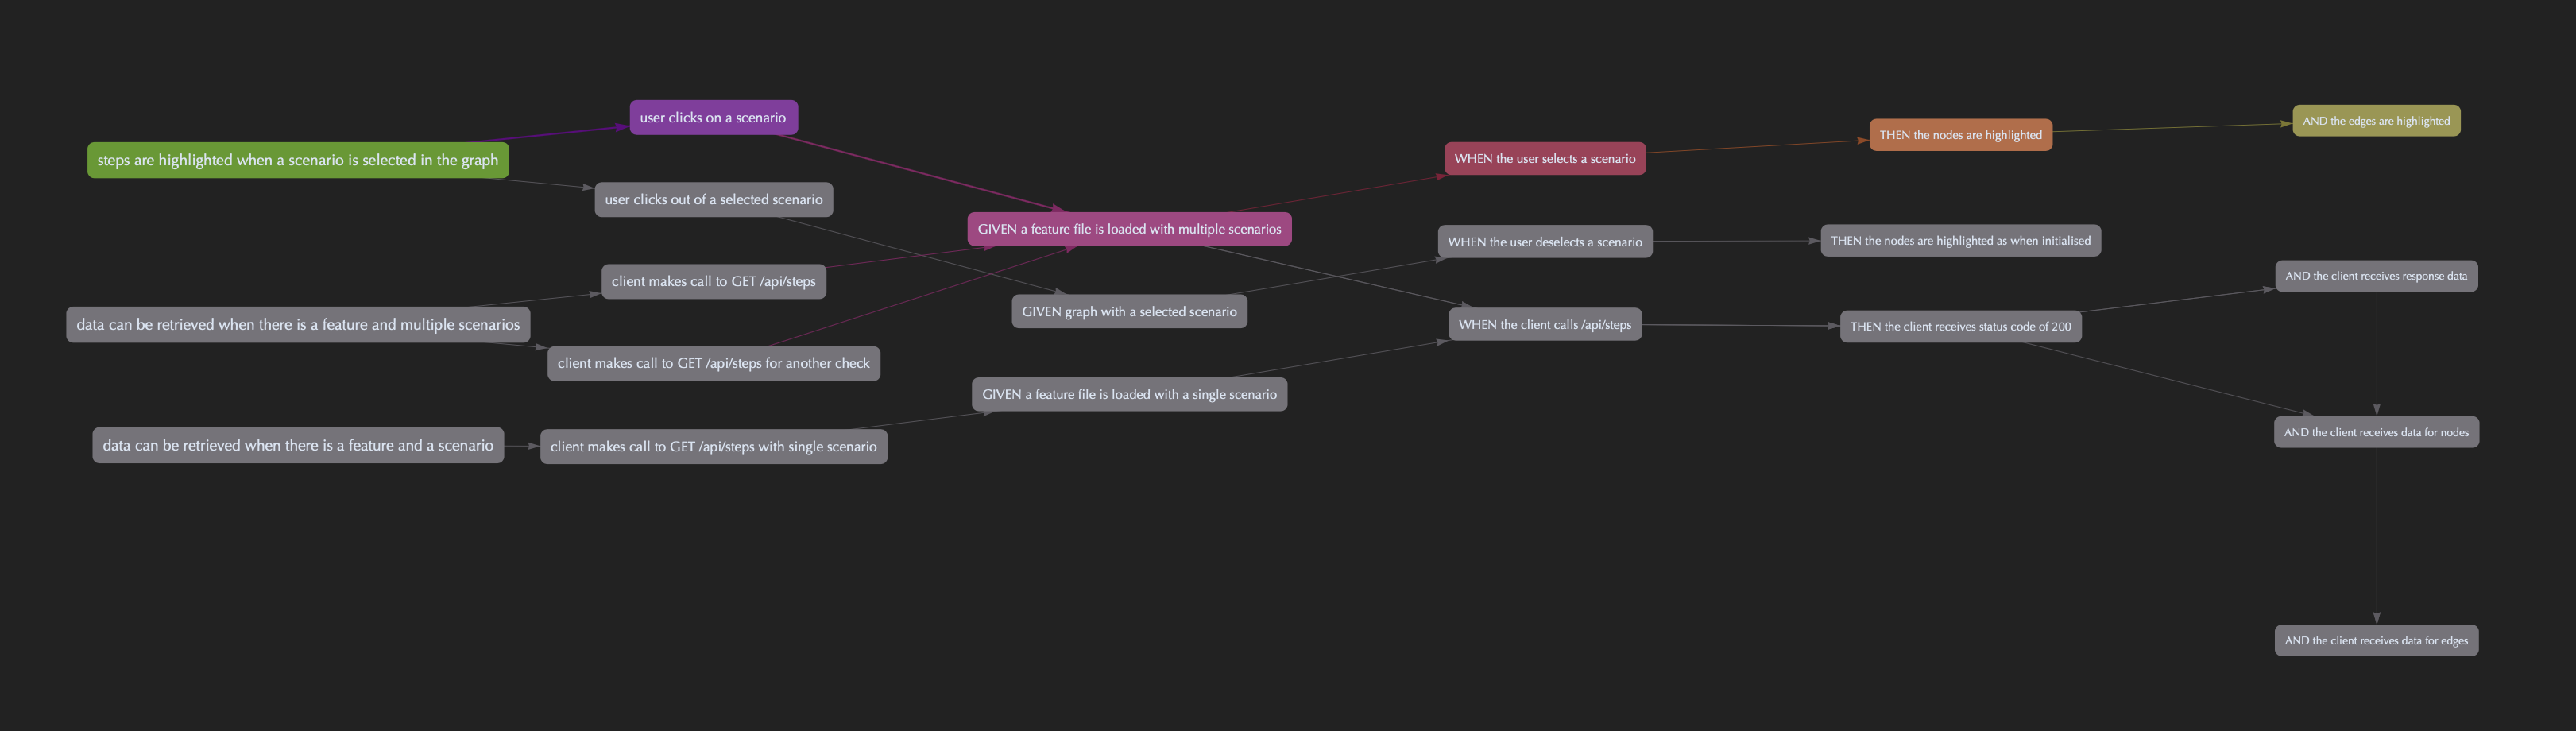 user clicks on a scenario
steps are highlighted when a scenario is selected in the graph
user clicks out of a selected scenario
client makes call to GET /api/steps
data can be retrieved when there is a feature and multiple scenarios
client makes call to GET /api/steps for another check
data can be retrieved when there is a feature and a scenario
client makes call to GET /api/steps with single scenario
GIVEN a feature file is loaded with multiple scenarios
GIVEN graph with a selected scenario
GIVEN a feature file is loaded with a single scenario
WHEN the user selects a scenario
WHEN the user deselects a scenario
WHEN the client calls /api/steps
THEN the nodes are highlighted
THEN the nodes are highlighted as when initialised
THEN the client receives status code of 200
AND the edges are highlighted
AND the client receives response data
AND the client receives data for nodes
AND the client receives data for edges